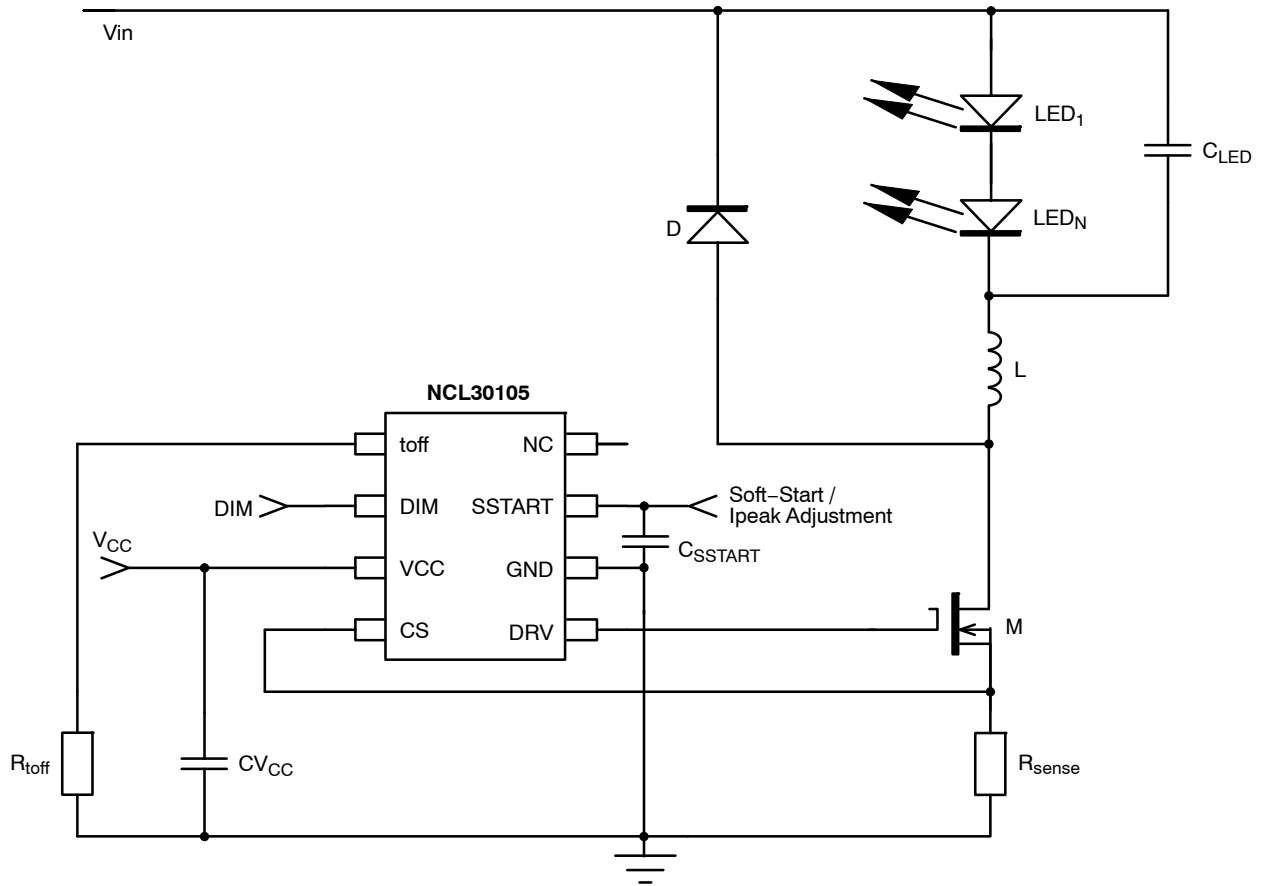 Vin
LED1
CLED
LEDN
D
L
NCL30105
toff
NC
DIM
DIM
SSTART
Soft−Start /
Ipeak Adjustment
CSSTART
VCC
VCC
GND
CS
DRV
M
Rtoff
CVCC
Rsense